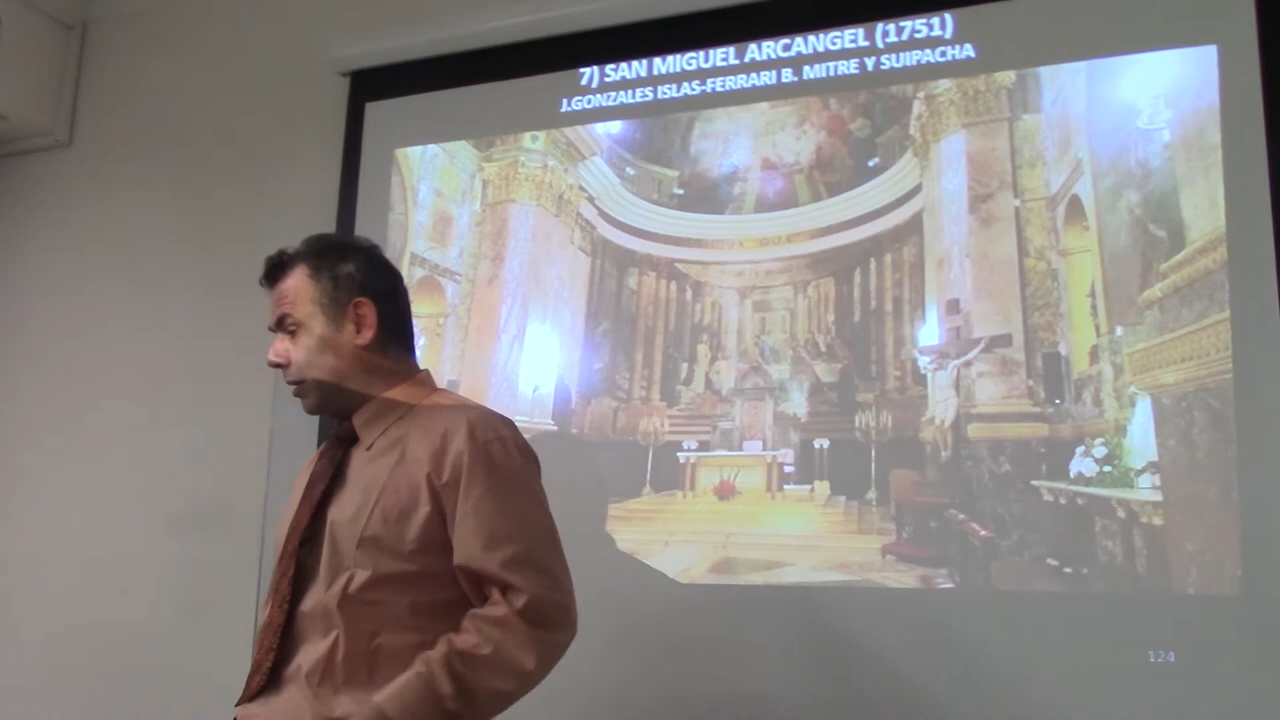 7) SAN MIGUEL ARCANGEL (1751)
J.GONZALES ISLAS-FERRARI B. MITRE Y SUIPACHA
124